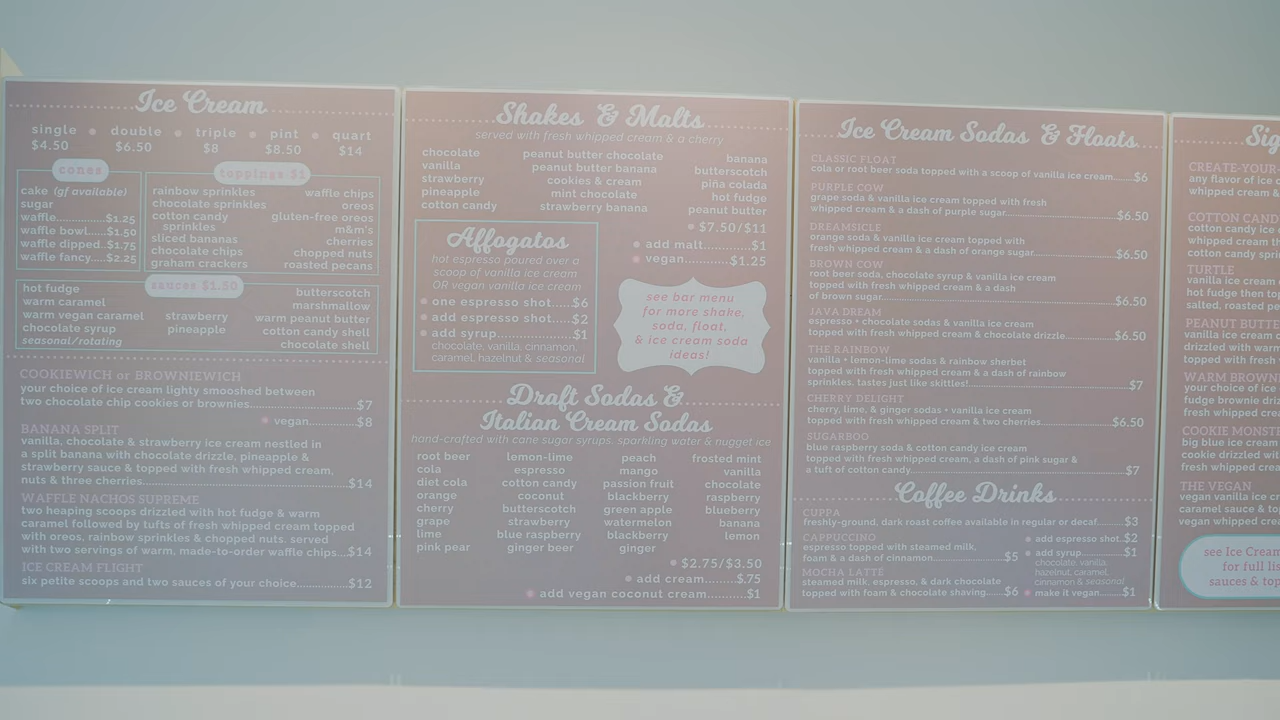 Ice Cream
single • double • triple • pint • quart
$4.50 $6.50 $8 $8.50 $14
cones
cake (gf available)
sugar
waffle...............$1.25
waffle bowl.....$1.50
waffle dipped..$1.75
waffle fancy....$2.25
toppings $1
rainbow sprinkles
chocolate sprinkles
cotton candy
sprinkles
sliced bananas
chocolate chips
graham crackers
waffle chips
oreos
gluten-free oreos
m&m's
cherries
chopped nuts
roasted pecans
sauces $1.50
hot fudge
warm caramel
warm vegan caramel
chocolate syrup
seasonal/rotating
strawberry
pineapple
butterscotch
marshmallow
warm peanut butter
cotton candy shell
chocolate shell
COOKIEWICH or BROWNIEWICH
your choice of ice cream lighty smooshed between
two chocolate chip cookies or brownies..............................$7
• vegan.....................$8
BANANA SPLIT
vanilla, chocolate & strawberry ice cream nestled in
a split banana with chocolate drizzle, pineapple &
strawberry sauce & topped with fresh whipped cream,
nuts & three cherries..........................................................$14
WAFFLE NACHOS SUPREME
two heaping scoops drizzled with hot fudge & warm
caramel followed by tufts of fresh whipped cream topped
with oreos, rainbow sprinkles & chopped nuts. served
with two servings of warm, made-to-order waffle chips...$14
ICE CREAM FLIGHT
six petite scoops and two sauces of your choice....................$12
Shakes & Malts
served with fresh whipped cream & a cherry
chocolate
vanilla
strawberry
pineapple
cotton candy
peanut butter chocolate
peanut butter banana
cookies & cream
mint chocolate
strawberry banana
banana
butterscotch
piña colada
hot fudge
peanut butter
• $7.50/$11
• add malt............$1
• vegan...........$1.25
Affogatos
hot espresso poured over a
scoop of vanilla ice cream
OR vegan vanilla ice cream
• one espresso shot.....$6
• add espresso shot.....$2
• add syrup..................$1
chocolate, vanilla, cinnamon,
caramel, hazelnut & seasonal
see bar menu
for more shake,
soda, float,
& ice cream soda
ideas!
Draft Sodas &
Italian Cream Sodas
hand-crafted with cane sugar syrups, sparkling water & nugget ice
root beer
cola
diet cola
orange
cherry
grape
lime
pink pear
lemon-lime
espresso
cotton candy
coconut
butterscotch
strawberry
blue raspberry
ginger beer
peach
mango
passion fruit
blackberry
green apple
watermelon
blackberry
ginger
frosted mint
vanilla
chocolate
raspberry
blueberry
banana
lemon
• $2.75/$3.50
• add cream........$.75
• add vegan coconut cream...........$1
Ice Cream Sodas & Floats
CLASSIC FLOAT
cola or root beer soda topped with a scoop of vanilla ice cream.........$6
PURPLE COW
grape soda & vanilla ice cream topped with fresh
whipped cream & a dash of purple sugar...............................$6.50
DREAMSICLE
orange soda & vanilla ice cream topped with
fresh whipped cream & a dash of orange sugar......................$6.50
BROWN COW
root beer soda, chocolate syrup & vanilla ice cream
topped with fresh whipped cream & a dash
of brown sugar.....................................................................$6.50
JAVA DREAM
espresso + chocolate sodas & vanilla ice cream
topped with fresh whipped cream & chocolate drizzle..............$6.50
THE RAINBOW
vanilla + lemon-lime sodas & rainbow sherbet
topped with fresh whipped cream & a dash of rainbow
sprinkles, tastes just like skittles!..........................................$7
CHERRY DELIGHT
cherry, lime, & ginger sodas + vanilla ice cream
topped with fresh whipped cream & two cherries....................$6.50
SUGARBOO
blue raspberry soda & cotton candy ice cream
topped with fresh whipped cream, a dash of pink sugar &
a tuft of cotton candy............................................................$7
Coffee Drinks
CUPPA
freshly-ground, dark roast coffee available in regular or decaf.........$3
CAPPUCCINO
espresso topped with steamed milk,
foam & a dash of cinnamon...............$5
MOCHA LATTE
steamed milk, espresso, & dark chocolate
topped with foam & chocolate shaving......$6
• add espresso shot..$2
• add syrup..............$1
chocolate, vanilla,
hazelnut, caramel,
cinnamon & seasonal
• make it vegan......$1
Sig
CREATE-YOUR-
any flavor of ice
whipped cream &
COTTON CAND
cotton candy ice
whipped cream th
cotton candy sprin
TURTLE
vanilla ice cream
hot fudge then to
salted, roasted pe
PEANUT BUTTE
vanilla ice cream
drizzled with warm
topped with fresh
WARM BROWN
your choice of ice
fudge brownie driz
fresh whipped crea
COOKIE MONST
big blue ice cream
cookie drizzled wit
fresh whipped crea
THE VEGAN
vegan vanilla ice c
caramel sauce & to
vegan whipped cre
see Ice Cream
for full lis
sauces & top